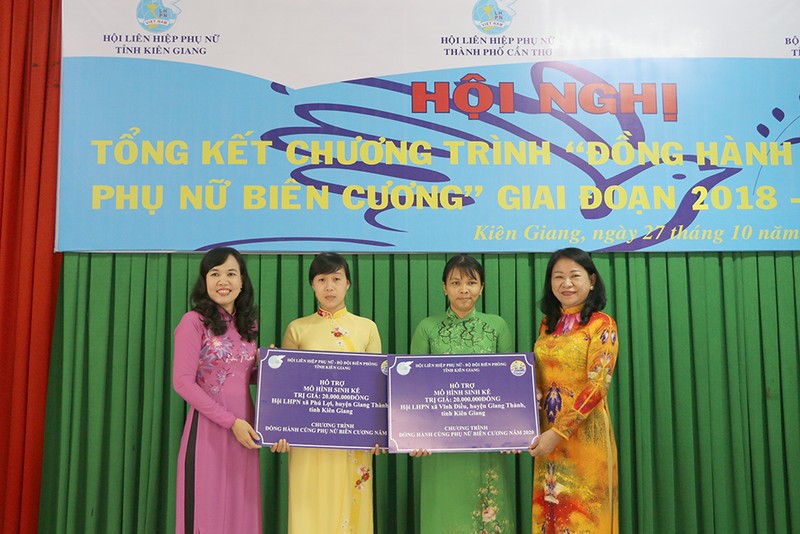 HỘI LIÊN HIỆP PHỤ NỮ
TỈNH KIÊN GIANG
HỘI LIÊN HIỆP PHỤ NỮ
THÀNH PHỐ CẦN THƠ
BỘ
HỘI NGHỊ
TỔNG KẾT CHƯƠNG TRÌNH “ĐỒNG HÀNH
PHỤ NỮ BIÊN CƯƠNG” GIAI ĐOẠN 2018 -
Kiên Giang, ngày 27 tháng 10 năm
HỘI LIÊN HIỆP PHỤ NỮ - BỘ ĐỘI BIÊN PHÒNG
TỈNH KIÊN GIANG
HỖ TRỢ
MÔ HÌNH SINH KẾ
TRỊ GIÁ: 20.000.000ĐỒNG
Hội LHPN xã Phú Lợi, huyện Giang Thành,
tỉnh Kiên Giang
CHƯƠNG TRÌNH
ĐỒNG HÀNH CÙNG PHỤ NỮ BIÊN CƯƠNG NĂM
HỘI LIÊN HIỆP PHỤ NỮ - BỘ ĐỘI BIÊN PHÒNG
TỈNH KIÊN GIANG
HỖ TRỢ
MÔ HÌNH SINH KẾ
TRỊ GIÁ: 20.000.000ĐỒNG
Hội LHPN xã Vĩnh Điều, huyện Giang Thành,
tỉnh Kiên Giang
CHƯƠNG TRÌNH
ĐỒNG HÀNH CÙNG PHỤ NỮ BIÊN CƯƠNG NĂM 2020